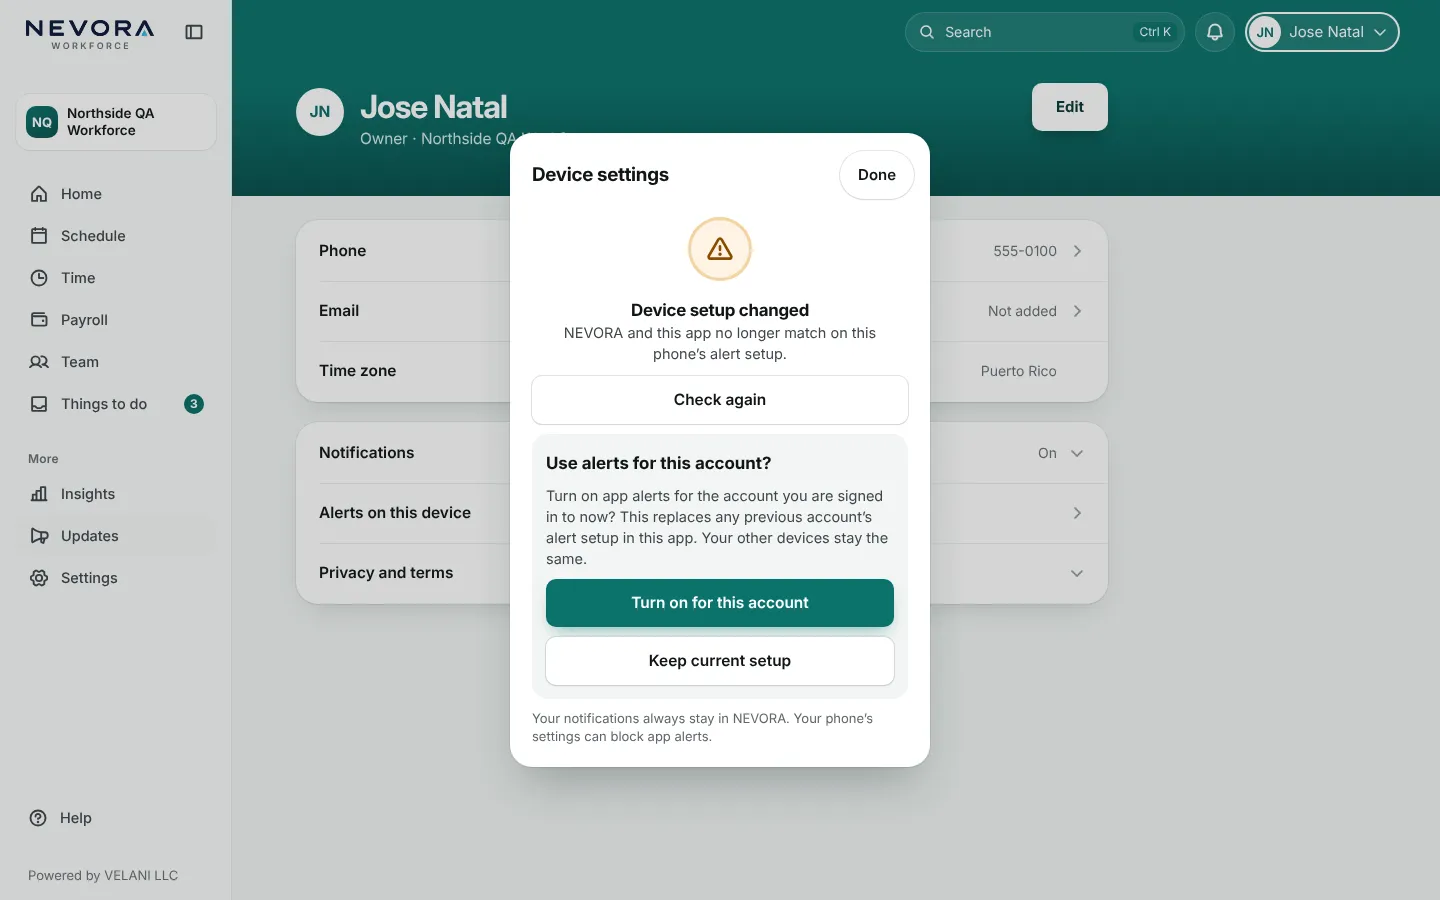 NEVORA
WORKFORCE
Search
Ctrl K
JN
Jose Natal
NQ
Northside QA
Workforce
JN
Jose Natal
Owner · Northside QA
Edit
Home
Schedule
Time
Payroll
Team
Things to do
3
More
Insights
Updates
Settings
Help
Powered by VELANI LLC
Phone
555-0100
Email
Not added
Time zone
Puerto Rico
Notifications
On
Alerts on this device
Privacy and terms
Device settings
Done
Device setup changed
NEVORA and this app no longer match on this
phone’s alert setup.
Check again
Use alerts for this account?
Turn on app alerts for the account you are signed
in to now? This replaces any previous account’s
alert setup in this app. Your other devices stay the
same.
Turn on for this account
Keep current setup
Your notifications always stay in NEVORA. Your phone’s
settings can block app alerts.